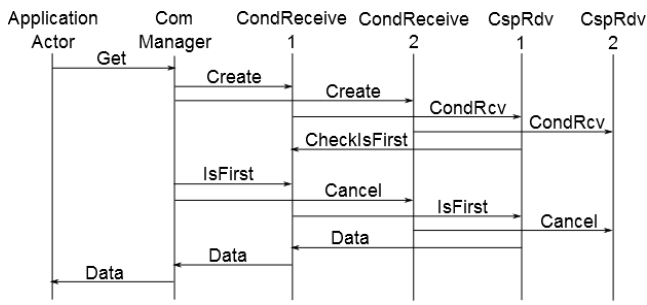 Application Com CondReceive CondReceive CspRdv CspRdv
Actor Manager 1 2 1 2
Get
Create
Create
CondRcv
CondRcv
CheckIsFirst
IsFirst
Cancel
IsFirst
Cancel
Data
Data
Data